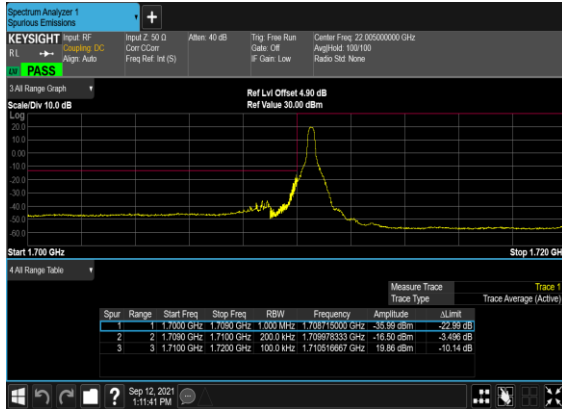 Spectrum Analyzer 1
Spurious Emissions
KEYSIGHT Input: RF Input Z: 50 Ω Atten: 40 dB Trig: Free Run Center Freq: 22.005000000 GHz
RL Coupling: DC Corr CCorr Gate: Off Avg|Hold: 100/100
Align: Auto Freq Ref: Int (S) IF Gain: Low Radio Std: None
PASS
3 All Range Graph
Ref Lvl Offset 4.90 dB
Scale/Div 10.0 dB Ref Value 30.00 dBm
Log
20.0
10.0
0.00
-10.0
-20.0
-30.0
-40.0
-50.0
-60.0
Start 1.700 GHz Stop 1.720 GH
4 All Range Table
Measure Trace Trace 1
Trace Type Trace Average (Active)
Spur Range Start Freq Stop Freq RBW Frequency Amplitude ΔLimit
1 1 1.7000 GHz 1.7090 GHz 1.000 MHz 1.708715000 GHz -35.99 dBm -22.99 dB
2 2 1.7090 GHz 1.7100 GHz 200.0 kHz 1.709978333 GHz -16.50 dBm -3.496 dB
3 3 1.7100 GHz 1.7200 GHz 100.0 kHz 1.710516667 GHz 19.86 dBm -10.14 dB
? Sep 12, 2021
1:11:41 PM